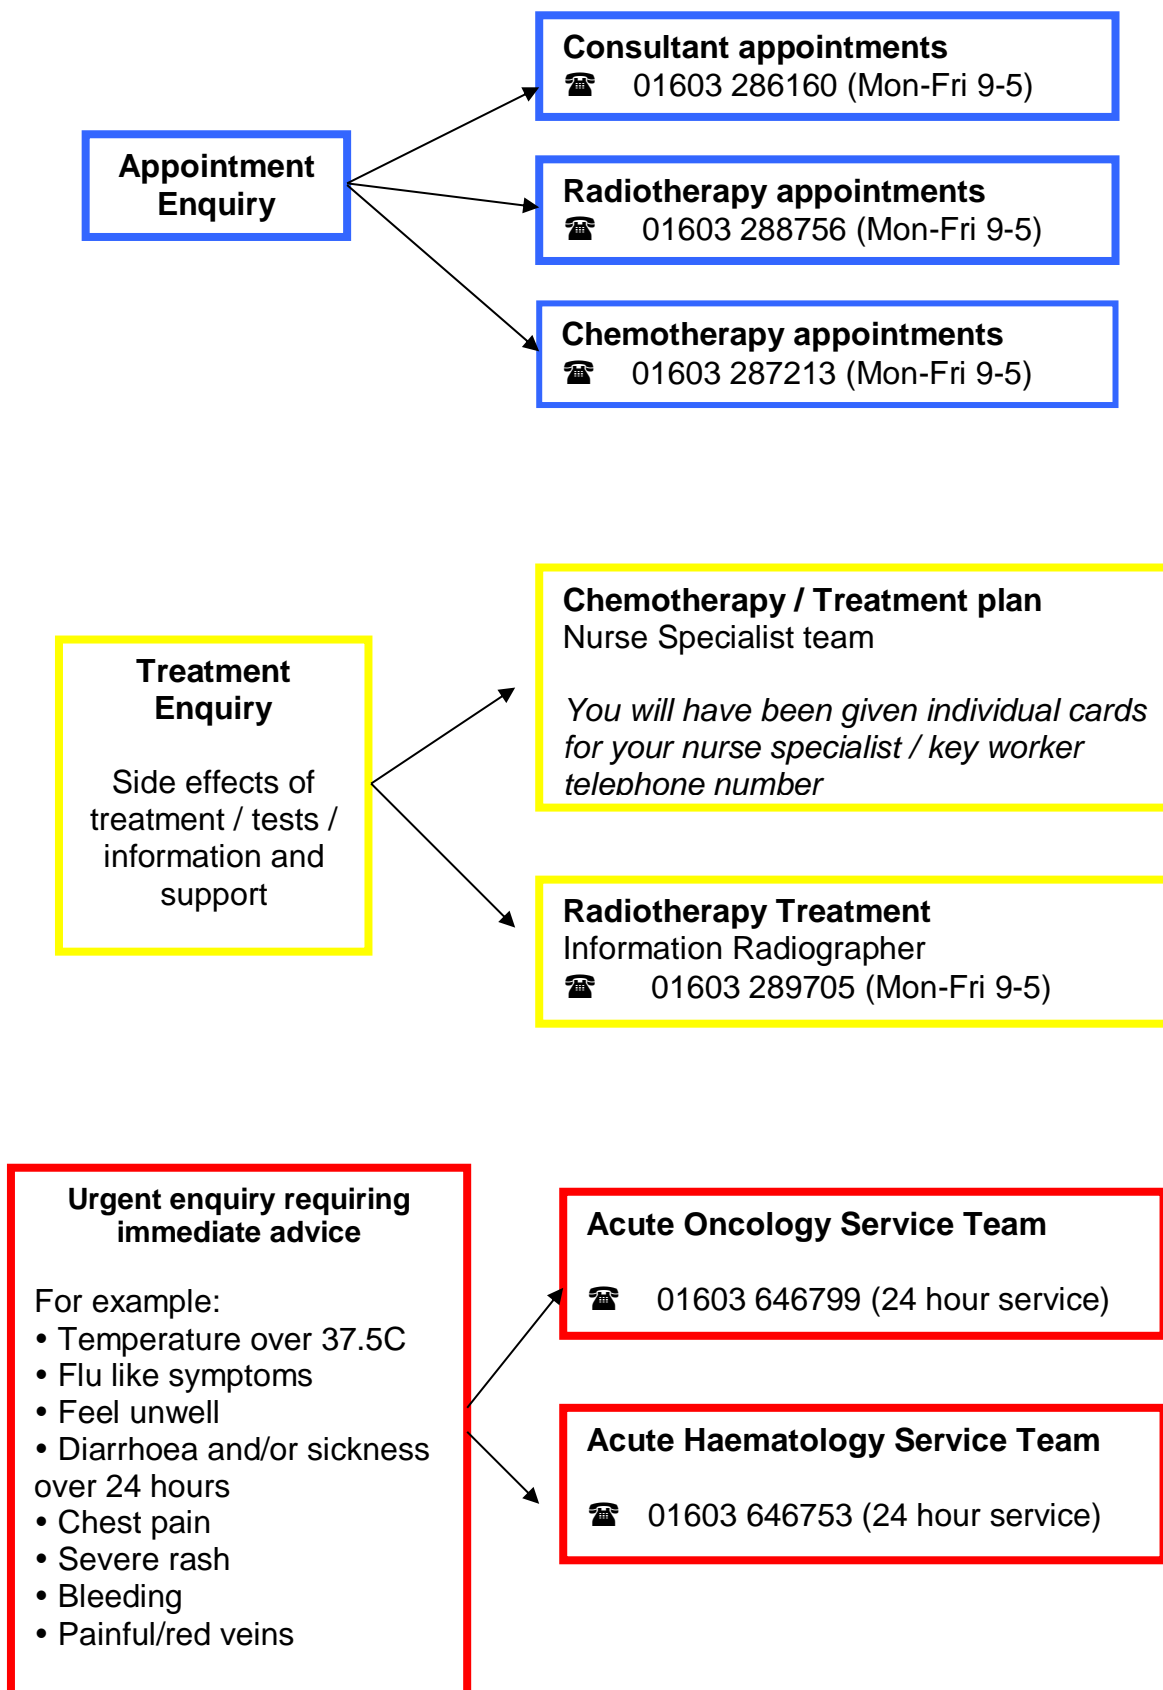 Appointment
Enquiry
Consultant appointments
☎ 01603 286160 (Mon-Fri 9-5)
Radiotherapy appointments
☎ 01603 288756 (Mon-Fri 9-5)
Chemotherapy appointments
☎ 01603 287213 (Mon-Fri 9-5)
Treatment
Enquiry
Side effects of
treatment / tests /
information and
support
Chemotherapy / Treatment plan
Nurse Specialist team
You will have been given individual cards
for your nurse specialist / key worker
telephone number
Radiotherapy Treatment
Information Radiographer
☎ 01603 289705 (Mon-Fri 9-5)
Urgent enquiry requiring
immediate advice
For example:
• Temperature over 37.5C
• Flu like symptoms
• Feel unwell
• Diarrhoea and/or sickness
over 24 hours
• Chest pain
• Severe rash
• Bleeding
• Painful/red veins
Acute Oncology Service Team
☎ 01603 646799 (24 hour service)
Acute Haematology Service Team
☎ 01603 646753 (24 hour service)